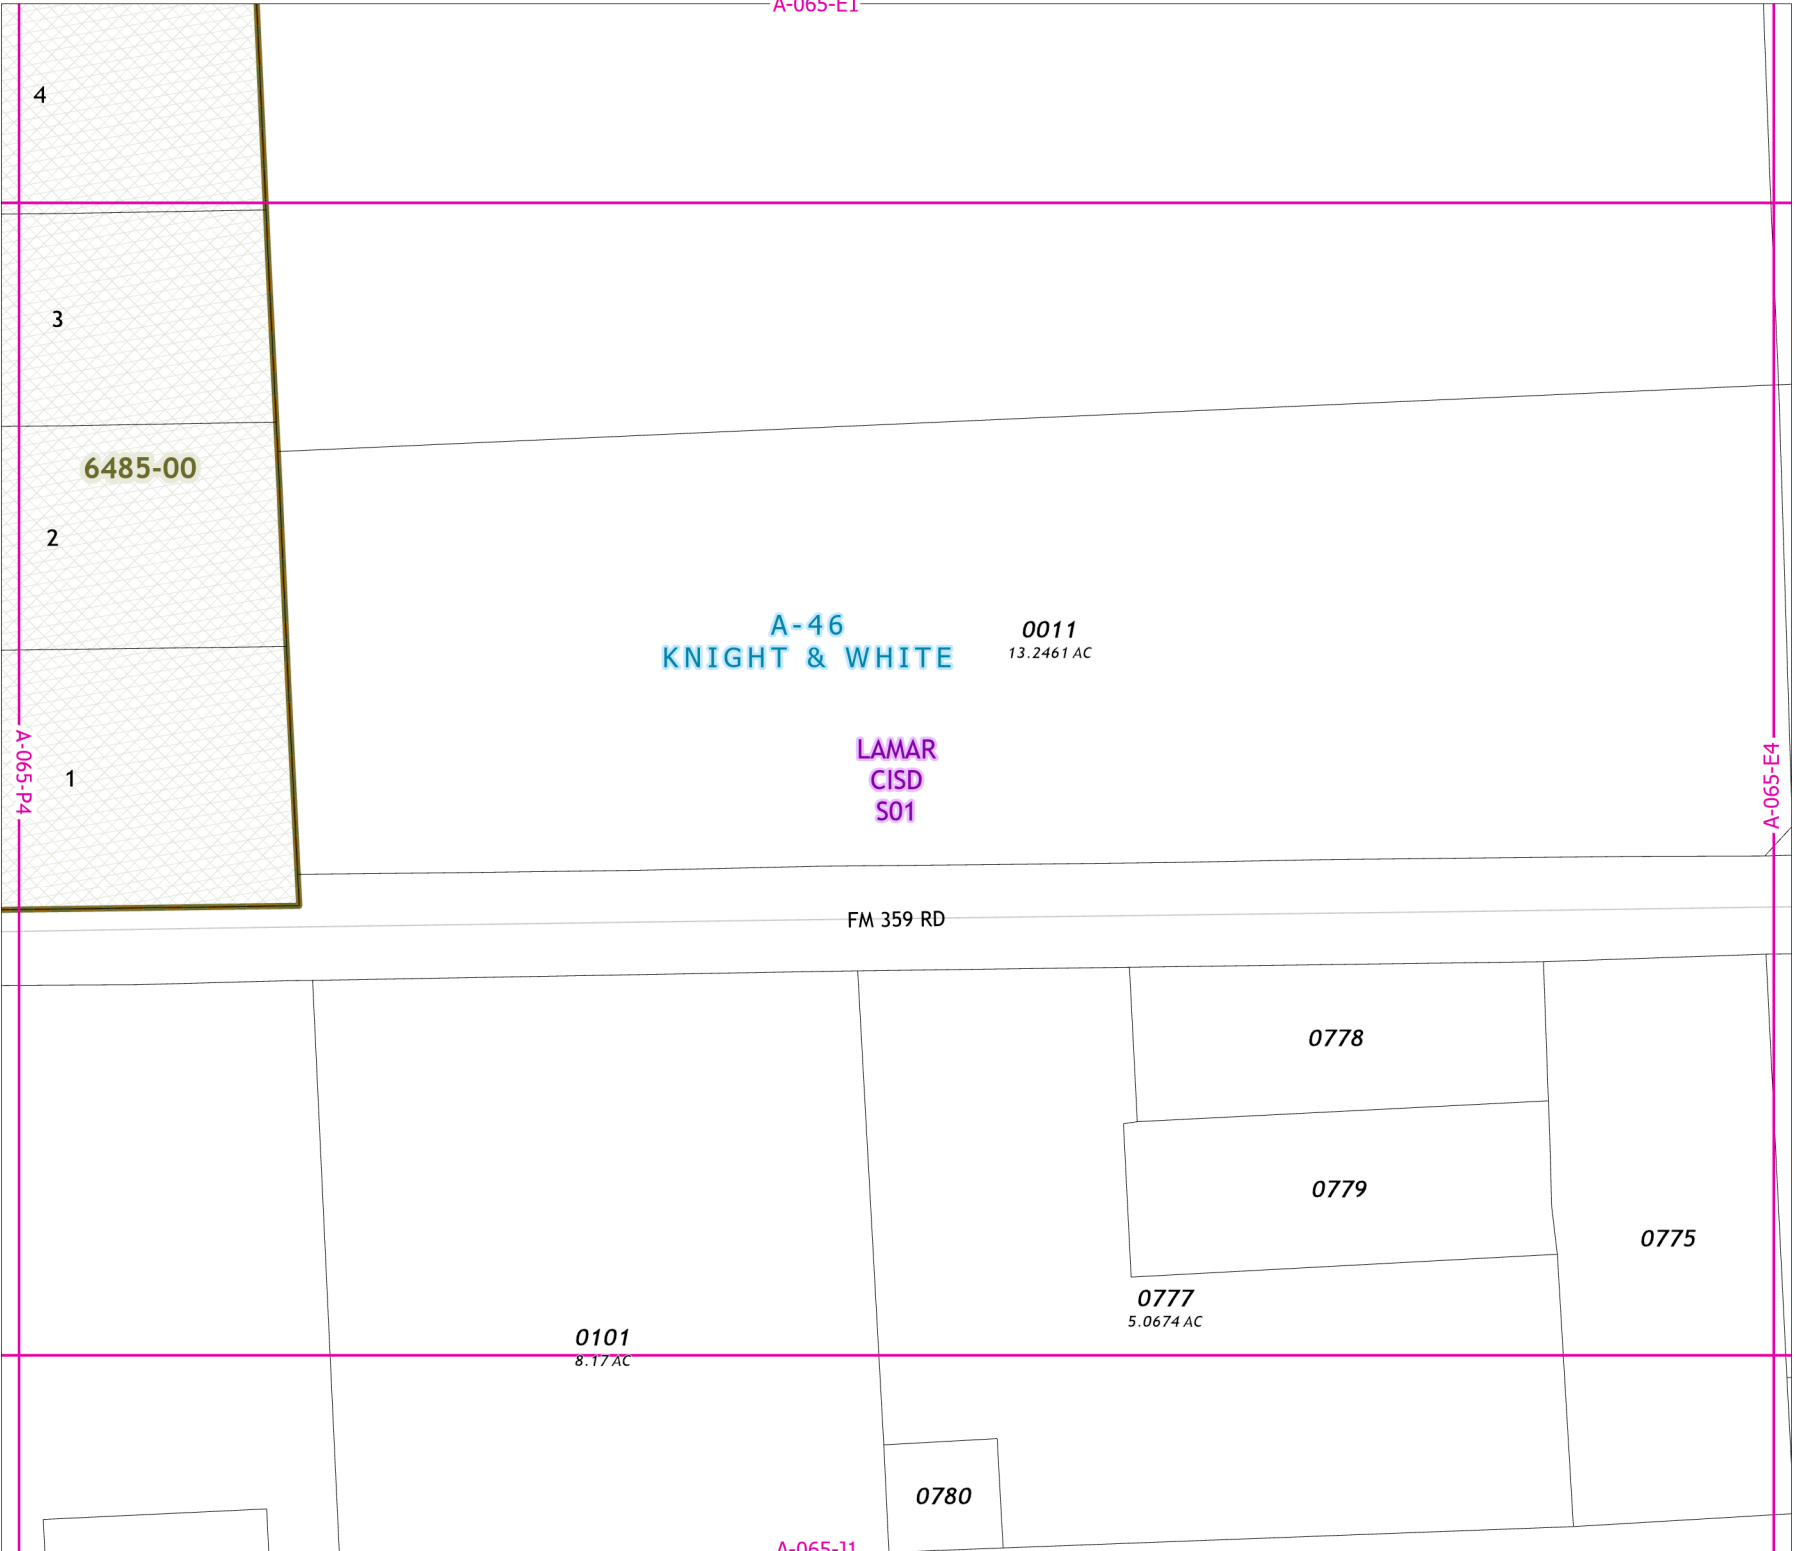 A-065-E1
4
3
6485-00
2
A-46
KNIGHT & WHITE
0011
13.2461 AC
LAMAR
CISD
S01
A-065-P4
1
A-065-E4
FM 359 RD
0778
0779
0775
0777
5.0674 AC
0101
8.17 AC
0780
A-065-J1